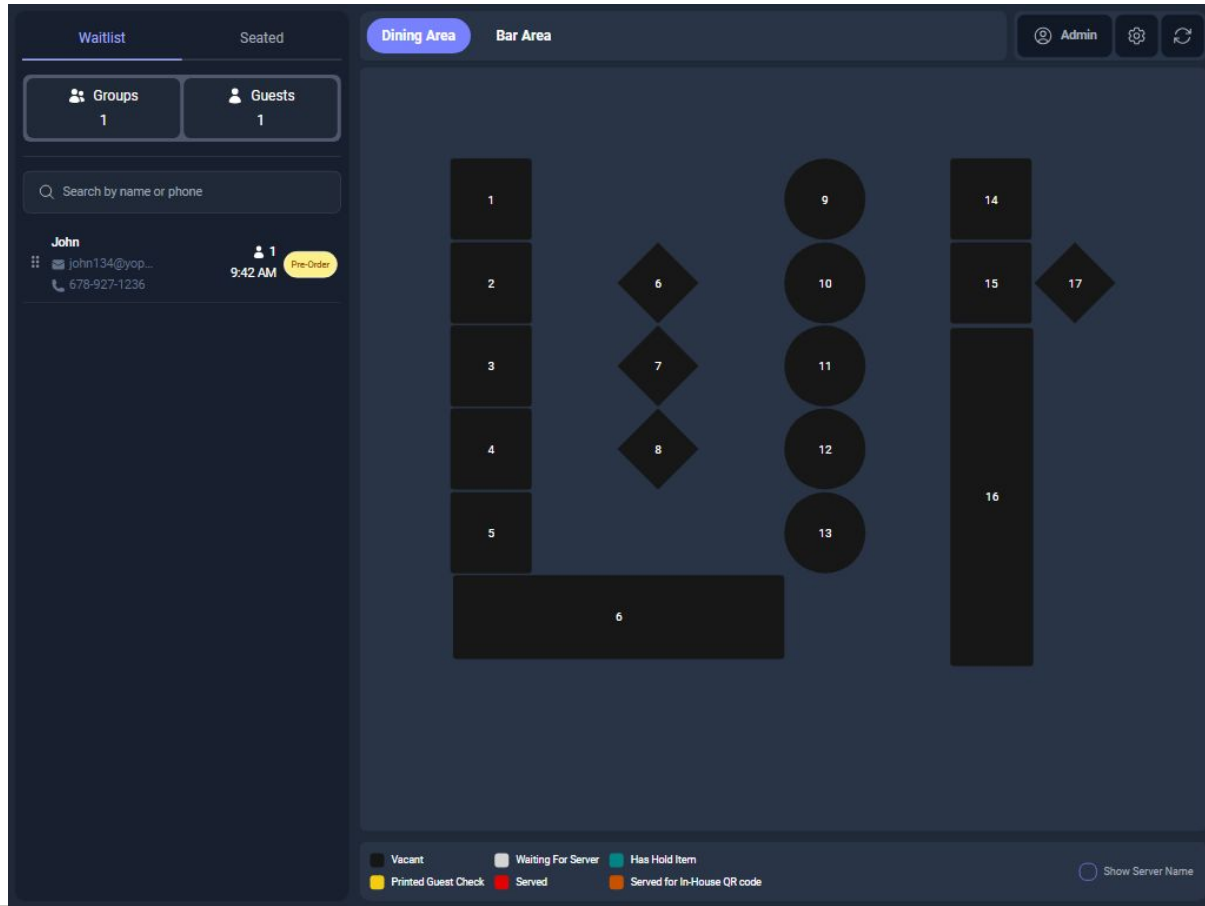 Waitlist
Seated
Groups
1
Guests
1
Search by name or phone
John
john134@yop...
678-927-1236
1
9:42 AM
Pre-Order
Dining Area
Bar Area
Admin
1
2
3
4
5
6
6
7
8
9
10
11
12
13
14
15
16
17
Vacant
Waiting For Server
Has Hold Item
Printed Guest Check
Served
Served for In-House QR code
Show Server Name